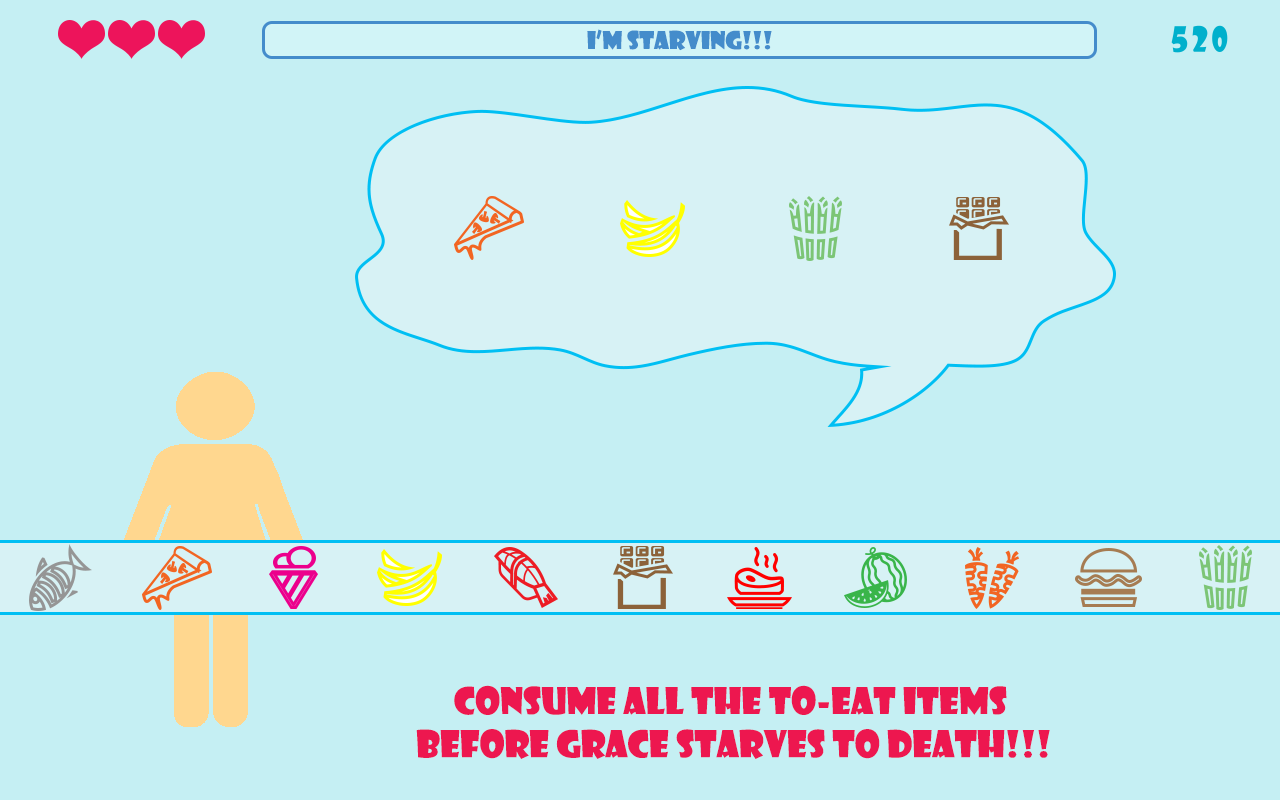 I'M STARVING!!!
520
CONSUME ALL THE TO-EAT ITEMS
BEFORE GRACE STARVES TO DEATH!!!